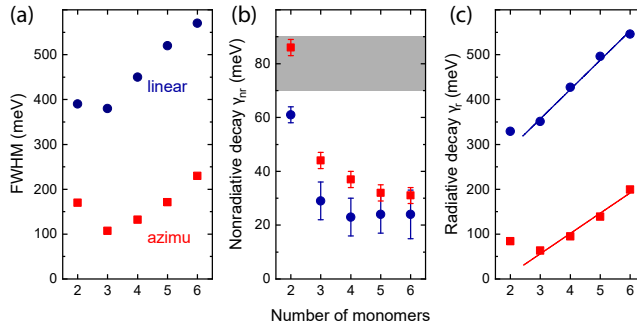 (a)
FWHM (meV)
500
400
300
200
100
0
linear
azimu
2 3 4 5 6
(b)
Nonradiative decay γnr (meV)
80
60
40
20
0
2 3 4 5 6
Number of monomers
(c)
Radiative decay γr (meV)
500
400
300
200
100
0
2 3 4 5 6